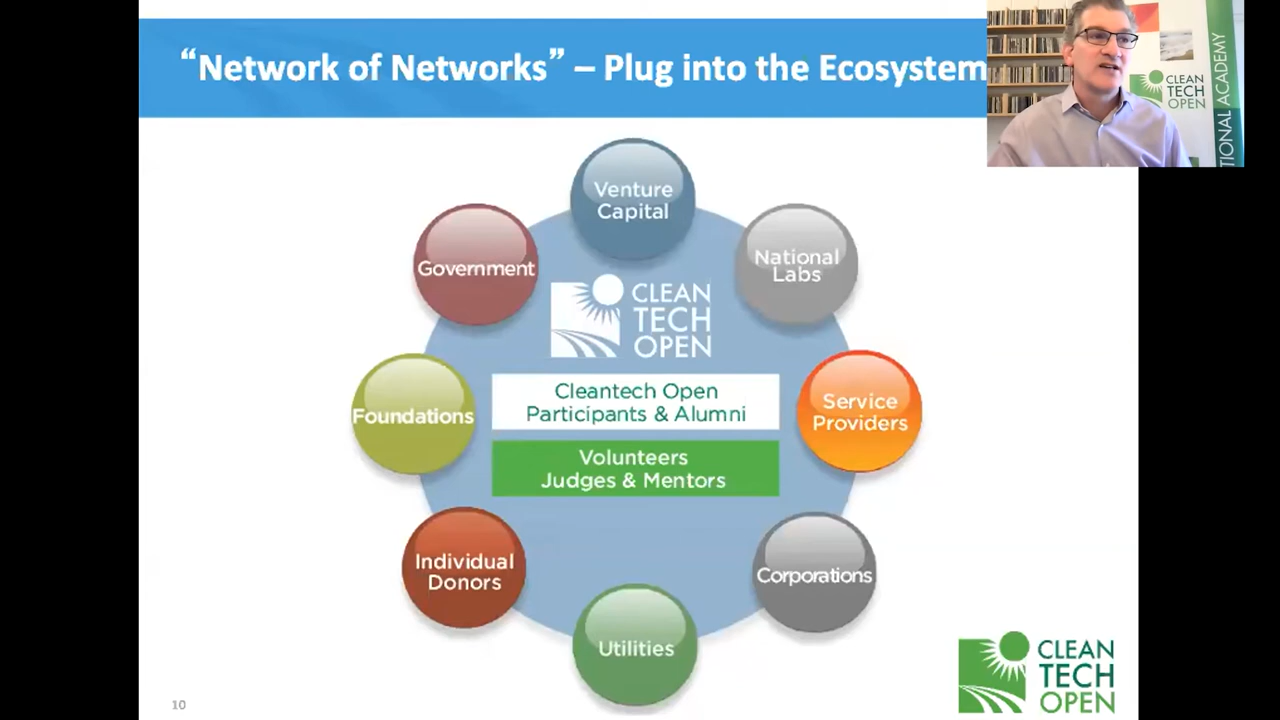 “Network of Networks” – Plug into the Ecosystem
CLEAN
TECH
OPEN
TIONAL ACADEMY
Venture
Capital
Government
National
Labs
CLEAN
TECH
OPEN
Cleantech Open
Participants & Alumni
Foundations
Service
Providers
Volunteers
Judges & Mentors
Individual
Donors
Corporations
Utilities
CLEAN
TECH
OPEN
10